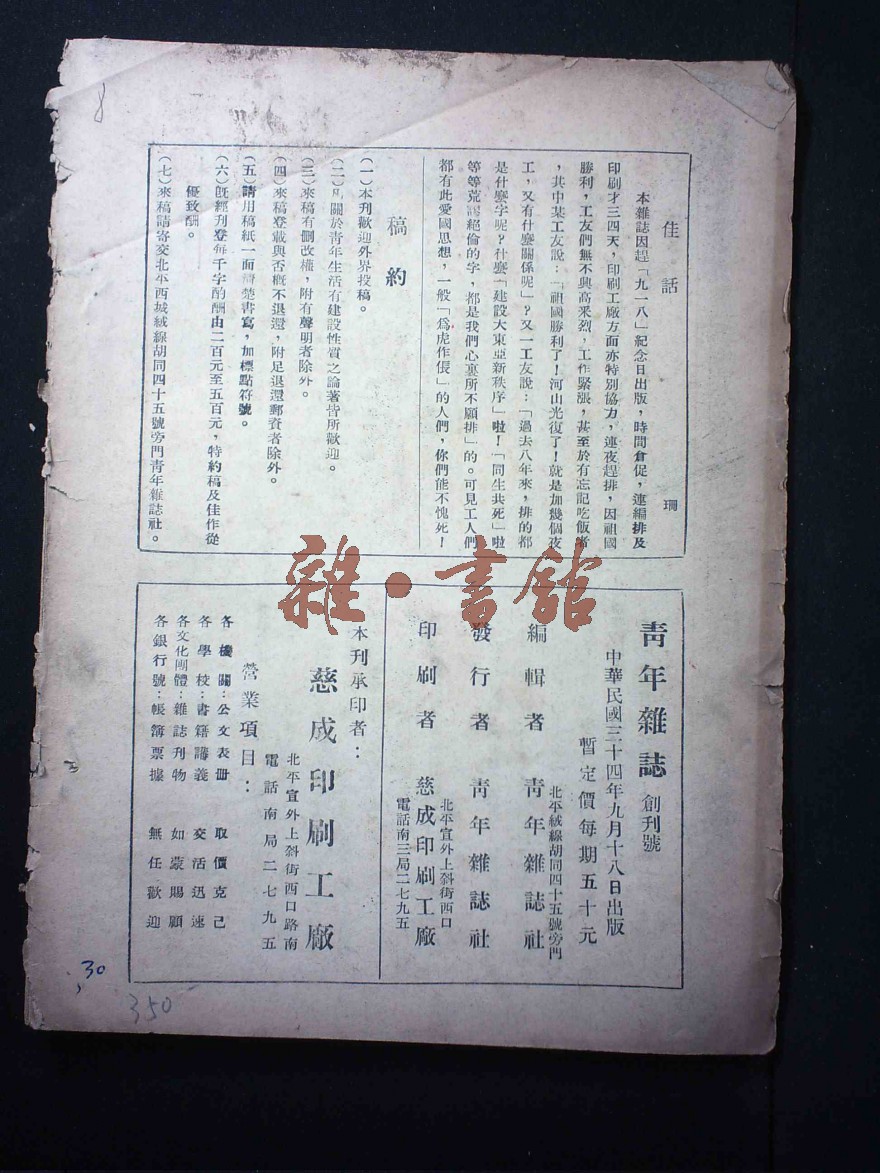 佳話
珊
本雜誌因趕「九一八」紀念日出版，時間倉促，連編排及
印刷才三四天，印刷工廠方面亦特別協力，連夜趕排，因祖國
勝利，工友們無不興高釆烈，工作緊張，甚至於有忘記吃飯者
，其中某工友說：「祖國勝利了！河山光復了！就是加幾個夜
工，又有什麼關係呢」？又一工友說：「過去八年來，排的都
是什麼字呢？什麼「建設大東亞新秩序」啦！「同生共死」啦
等等荒謬絕倫的字，都是我們心裏所不願排」的。可見工人們
都有此愛國思想，一般「爲虎作倀」的人們，你們能不愧死！
稿約
（一）本刊歡迎外界投稿。
（二）凡關於青年生活有建設性質之論著皆所歡迎。
（三）來稿有刪改權，附有聲明者除外。
（四）來稿登載與否概不退還，附足退還郵資者除外。
（五）請用稿紙一面清楚書寫，加標點符號。
（六）旣經刊登每千字酌酬由二百元至五百元，特約稿及佳作從
優致酬。
（七）來稿請寄交北平西城絨線胡同四十五號旁門青年雜誌社。
青年雜誌 創刊號
中華民國三十四年九月十八日出版
暫定價每期五十元
北平絨線胡同四十五號旁門
編輯者 青年雜誌社
發行者 青年雜誌社
北平宣外上斜街西口
印刷者 慈成印刷工廠
電話南三局二七九五
本刊承印者：
慈成印刷工廠
北平宣外上斜街西口路南
電話南局二七九五
營業項目：
各機關：公文表冊 取價克己
各學校：書籍講義 交活迅速
各文化團體：雜誌刊物 如蒙賜顧
各銀行號：帳簿票據 無任歡迎
雜·書館
8
30
350